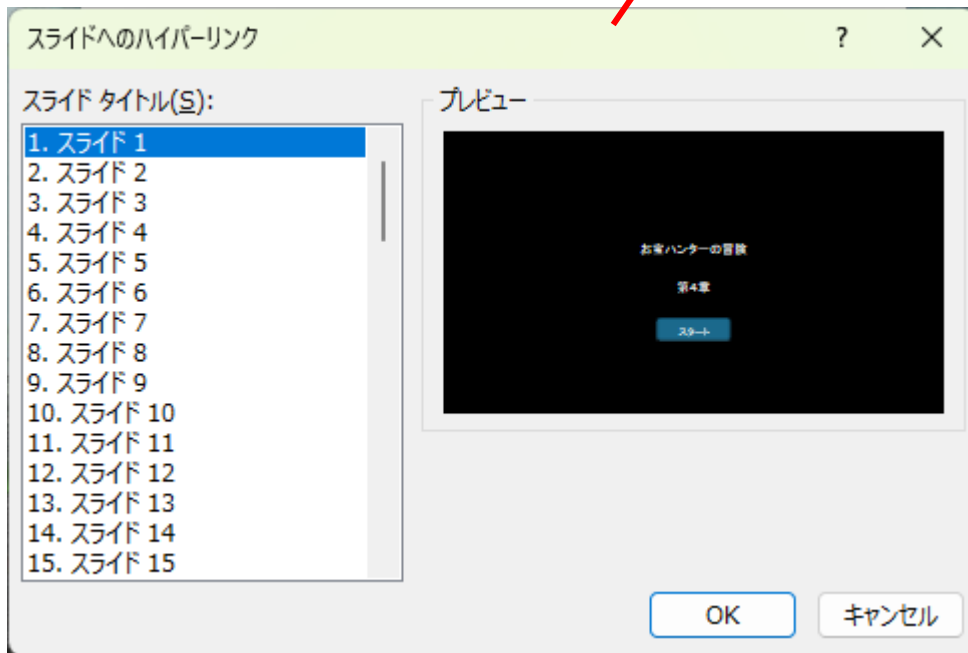 スライドへのハイパーリンク
?
スライド タイトル(S):
1. スライド 1
2. スライド 2
3. スライド 3
4. スライド 4
5. スライド 5
6. スライド 6
7. スライド 7
8. スライド 8
9. スライド 9
10. スライド 10
11. スライド 11
12. スライド 12
13. スライド 13
14. スライド 14
15. スライド 15
プレビュー
お宝ハンターの冒険
第4章
スタート
OK
キャンセル